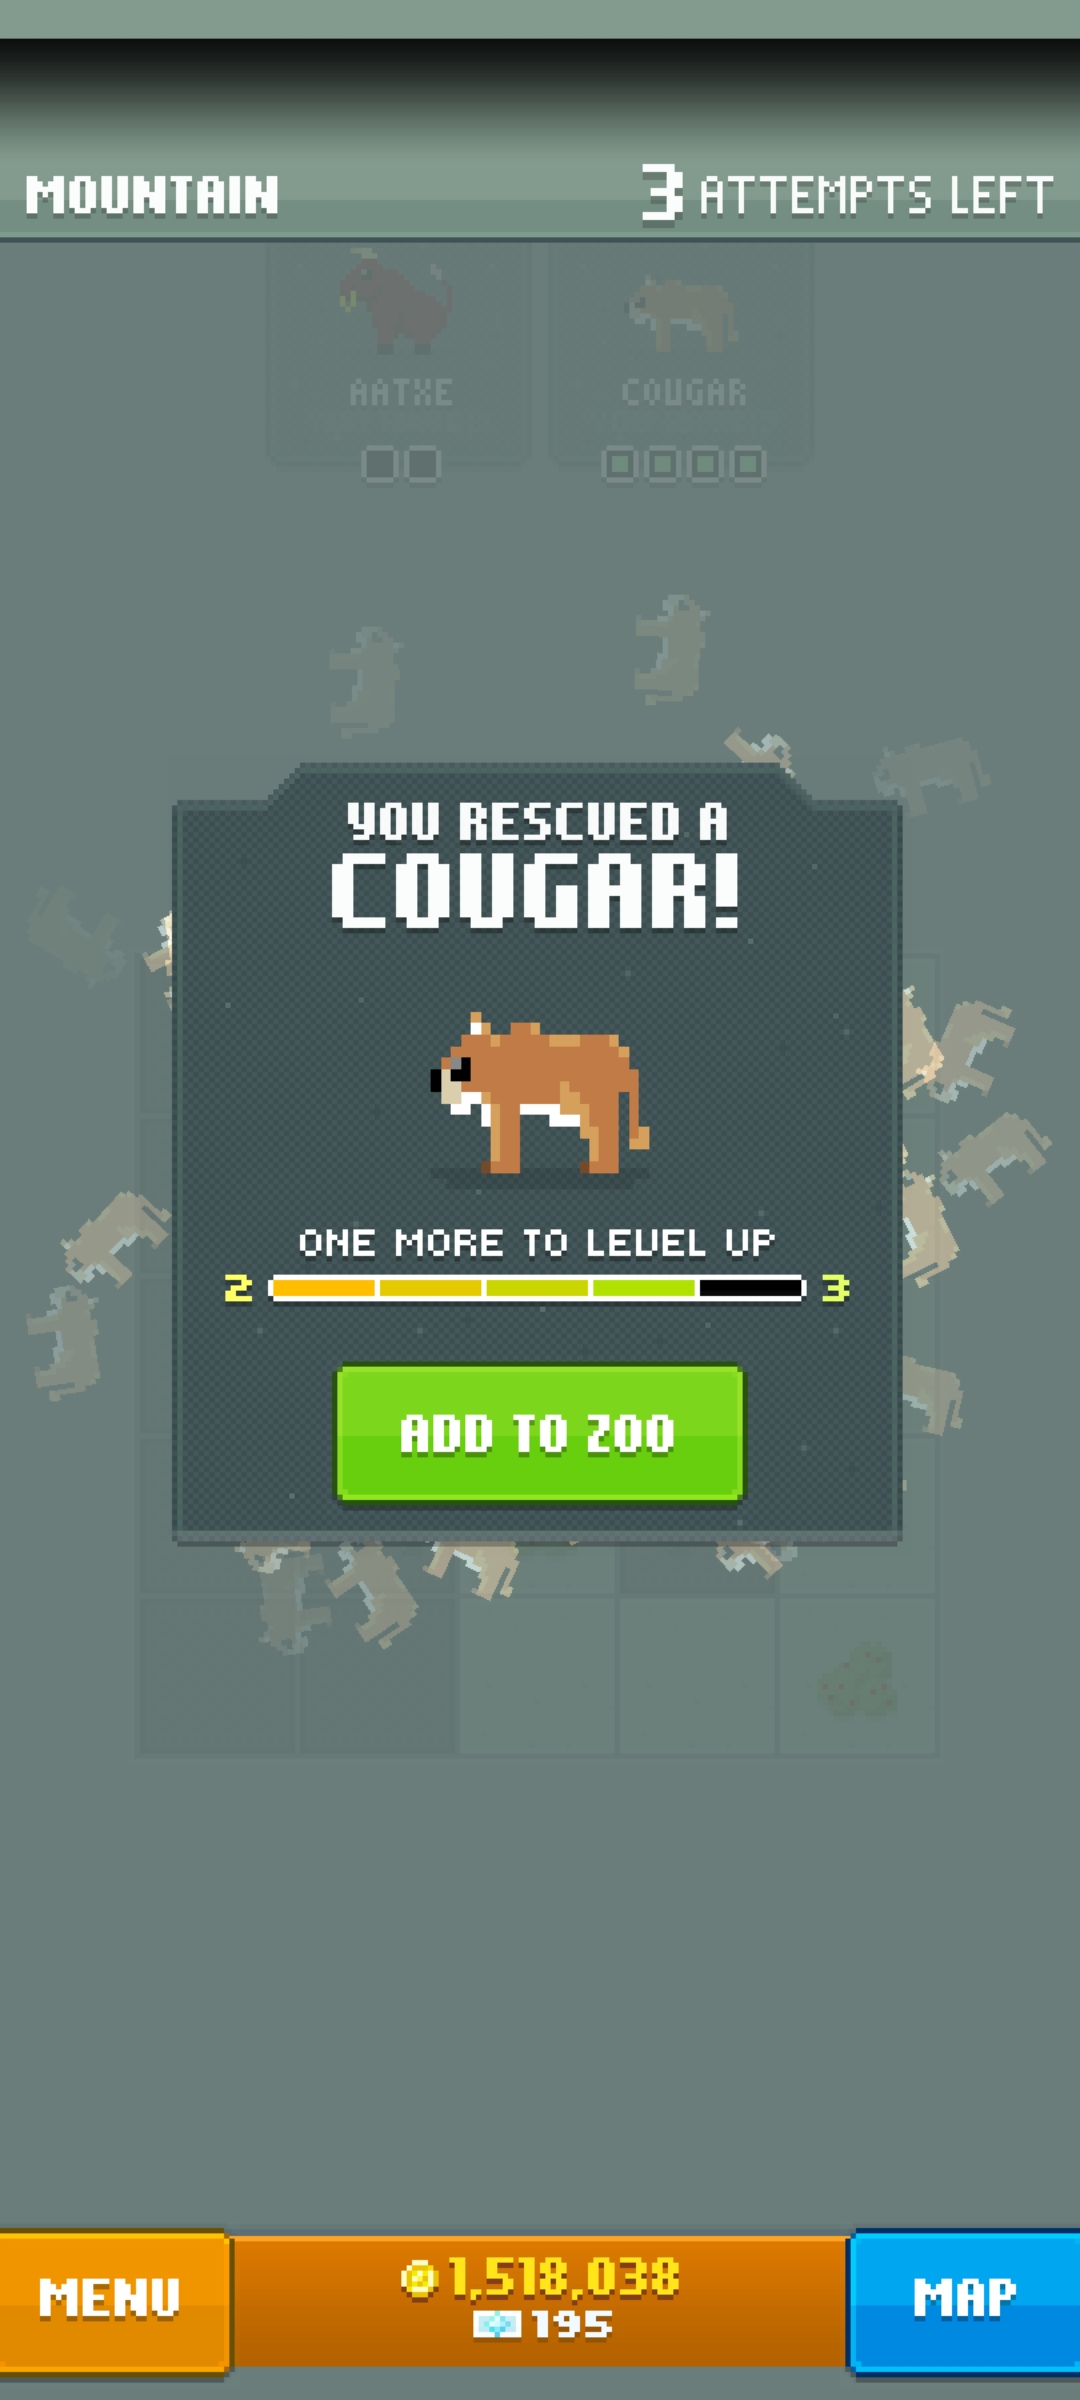 MOUNTAIN
3 ATTEMPTS LEFT
AATXE
COUGAR
YOU RESCUED A
COUGAR!
ONE MORE TO LEVEL UP
2
3
ADD TO ZOO
MENU
1,518,038
195
MAP